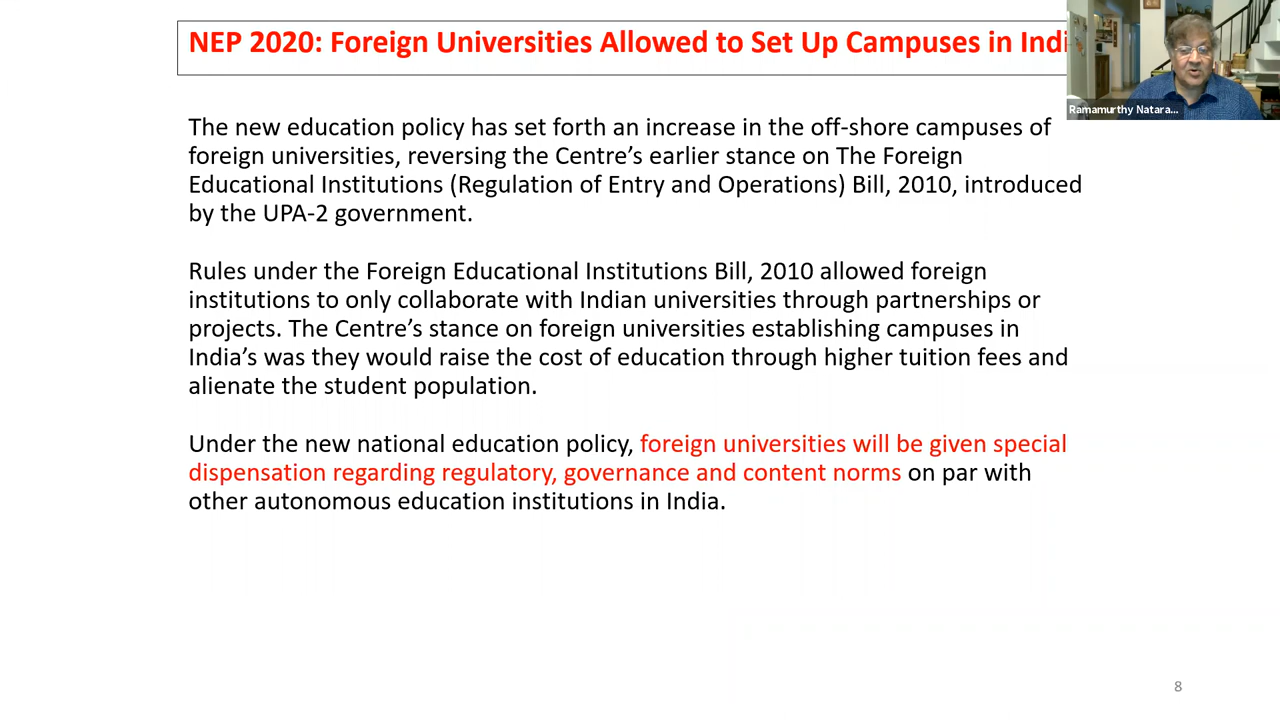 NEP 2020: Foreign Universities Allowed to Set Up Campuses in Indi
Ramamurthy Natara...
The new education policy has set forth an increase in the off-shore campuses of
foreign universities, reversing the Centre’s earlier stance on The Foreign
Educational Institutions (Regulation of Entry and Operations) Bill, 2010, introduced
by the UPA-2 government.
Rules under the Foreign Educational Institutions Bill, 2010 allowed foreign
institutions to only collaborate with Indian universities through partnerships or
projects. The Centre’s stance on foreign universities establishing campuses in
India’s was they would raise the cost of education through higher tuition fees and
alienate the student population.
Under the new national education policy, foreign universities will be given special
dispensation regarding regulatory, governance and content norms on par with
other autonomous education institutions in India.
8